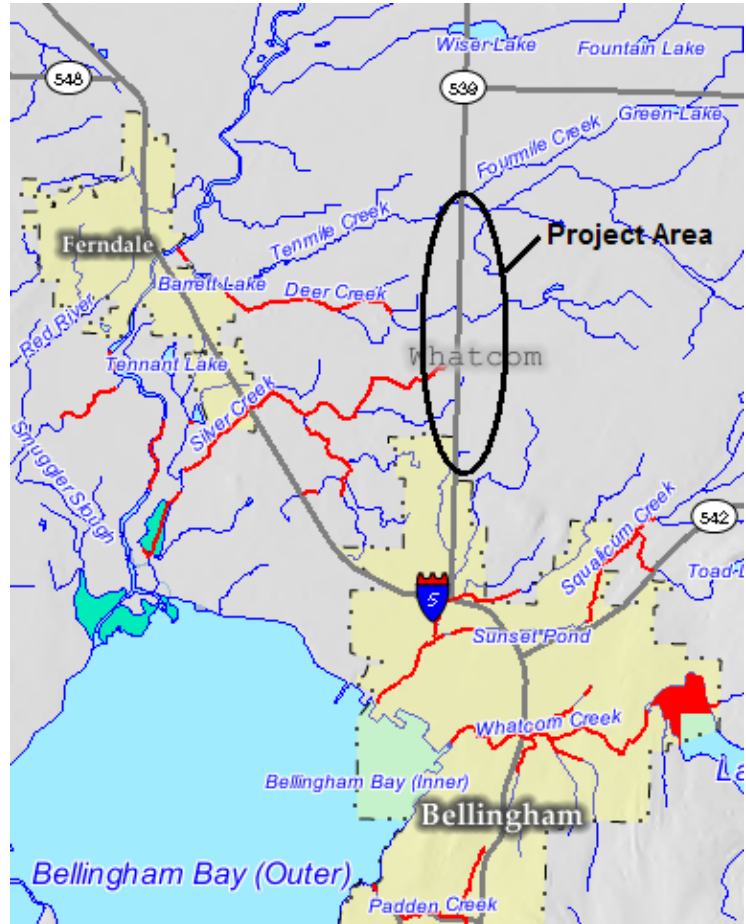 Wiser Lake
Fountain Lake
548
539
Green Lake
Fourmile Creek
Tenmile Creek
Project Area
Ferndale
Barrett Lake
Deer Creek
Red River
Whatcom
Tennant Lake
Silver Creek
Smuggler Slough
Squalicum Creek
542
Toad L
5
Sunset Pond
Whatcom Creek
La
Bellingham Bay (Inner)
Bellingham
Bellingham Bay (Outer)
Padden Creek